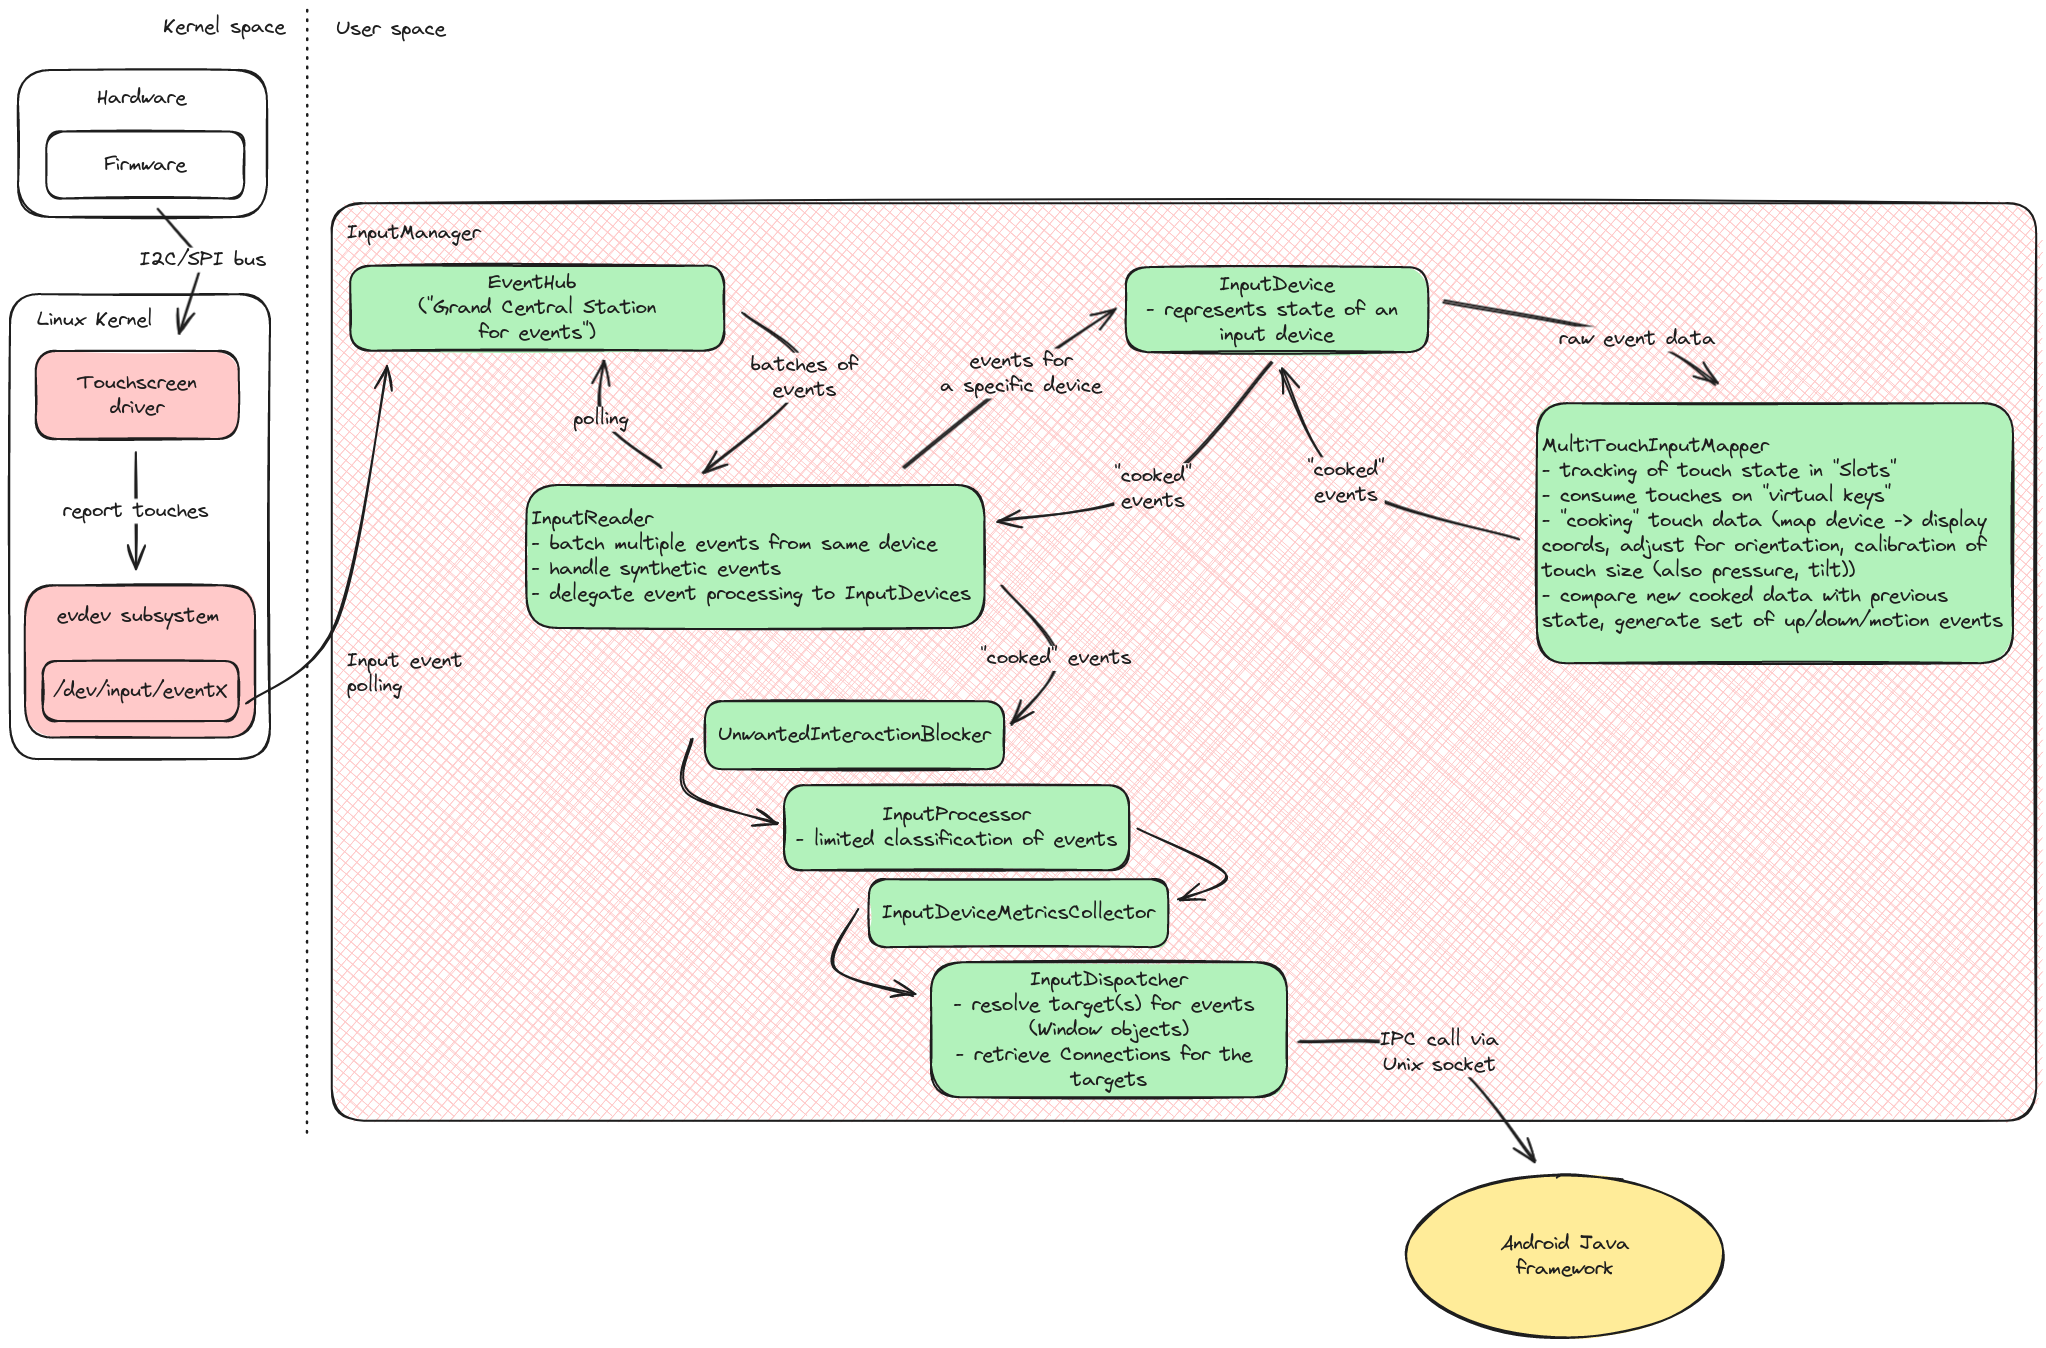 Kernel space
User space
Hardware
Firmware
I2C/SPI bus
Linux Kernel
Touchscreen
driver
report touches
evdev subsystem
/dev/input/eventX
Input event
polling
InputManager
EventHub
("Grand Central Station
for events")
polling
batches of
events
InputReader
- batch multiple events from same device
- handle synthetic events
- delegate event processing to InputDevices
events for
a specific device
InputDevice
- represents state of an
input device
raw event data
MultiTouchInputMapper
- tracking of touch state in "Slots"
- consume touches on "virtual keys"
- "cooking" touch data (map device -> display
coords, adjust for orientation, calibration of
touch size (also pressure, tilt))
- compare new cooked data with previous
state, generate set of up/down/motion events
"cooked"
events
"cooked"
events
"cooked" events
UnwantedInteractionBlocker
InputProcessor
- limited classification of events
InputDeviceMetricsCollector
InputDispatcher
- resolve target(s) for events
(Window objects)
- retrieve Connections for the
targets
IPC call via
Unix socket
Android Java
framework